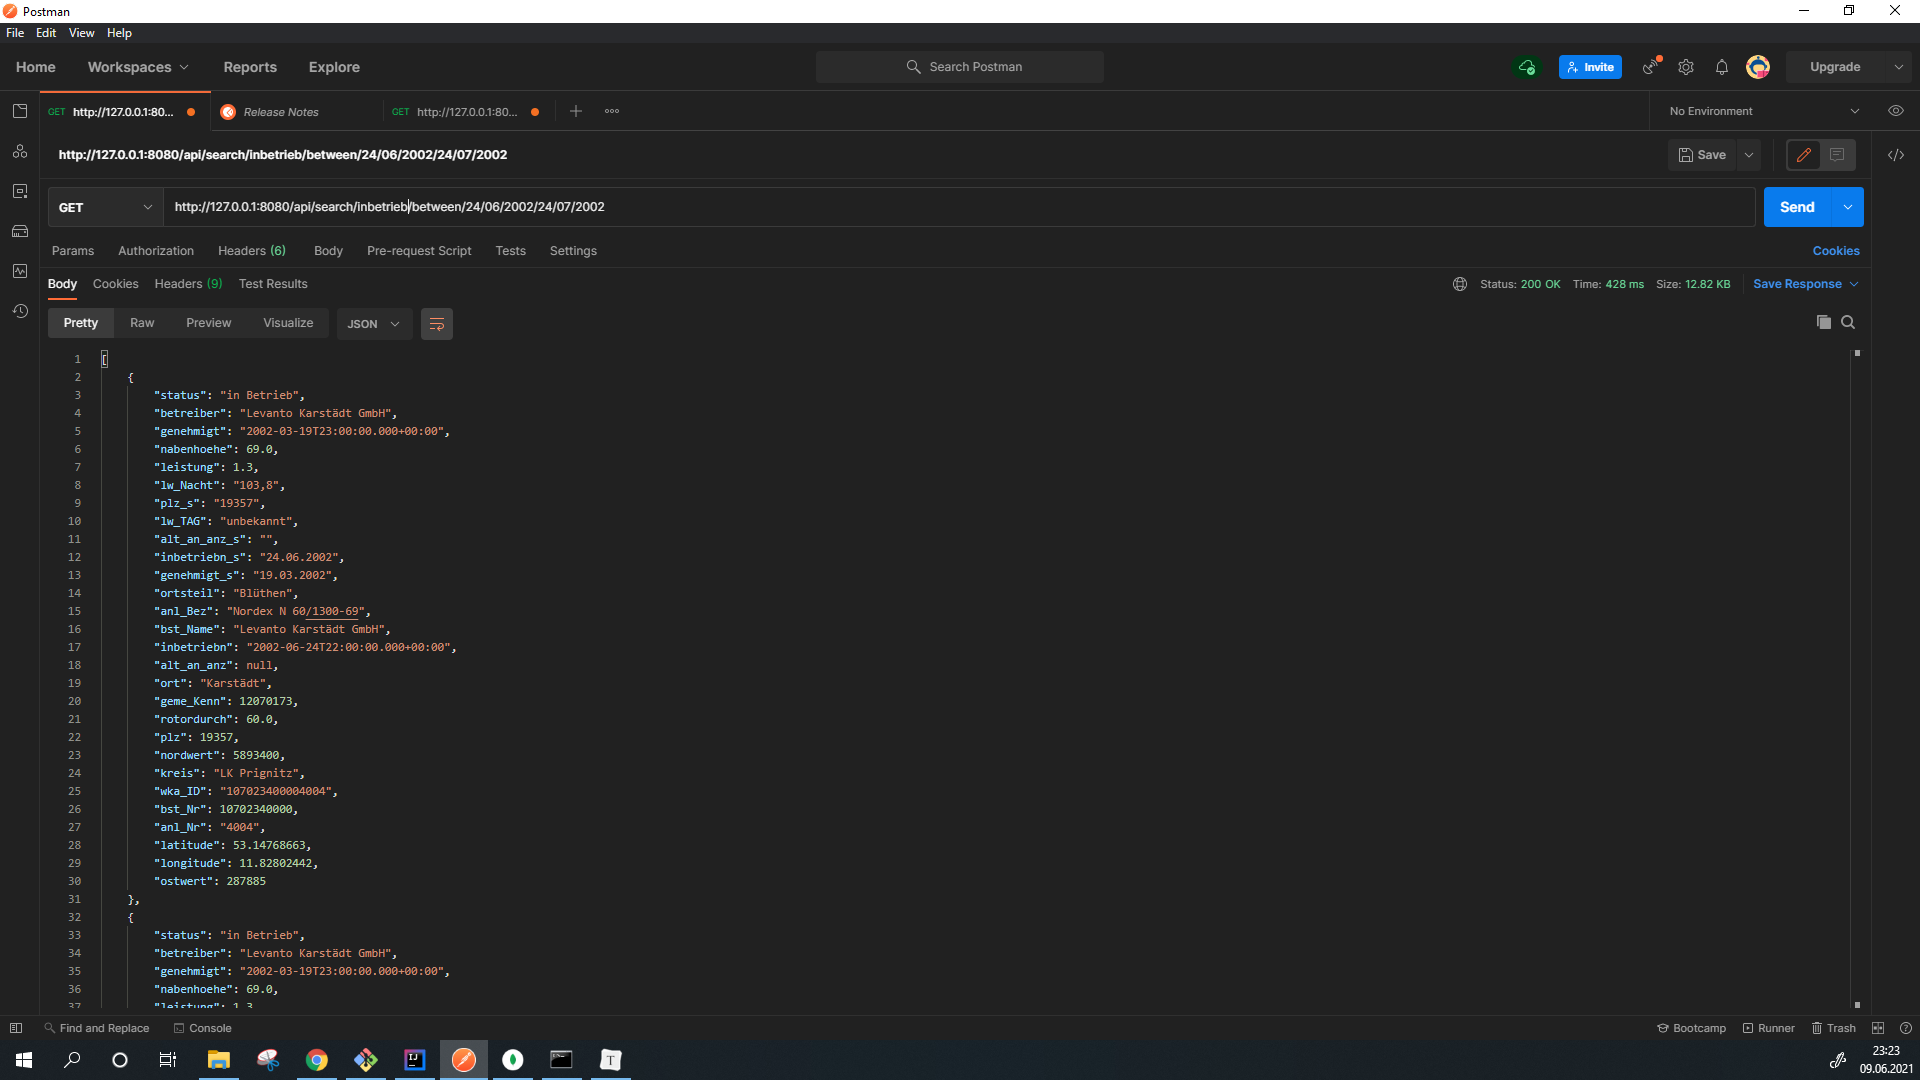 Postman
File Edit View Help
Home Workspaces Reports Explore Search Postman Invite Upgrade
GET http://127.0.0.1:80... Release Notes GET http://127.0.0.1:80... No Environment
http://127.0.0.1:8080/api/search/inbetrieb/between/24/06/2002/24/07/2002 Save
GET http://127.0.0.1:8080/api/search/inbetrieb/between/24/06/2002/24/07/2002 Send
Params Authorization Headers (6) Body Pre-request Script Tests Settings Cookies
Body Cookies Headers (9) Test Results Status: 200 OK Time: 428 ms Size: 12.82 KB Save Response
Pretty Raw Preview Visualize JSON
1 [
2 {
3 "status": "in Betrieb",
4 "betreiber": "Levanto Karstädt GmbH",
5 "genehmigt": "2002-03-19T23:00:00.000+00:00",
6 "nabenhoehe": 69.0,
7 "leistung": 1.3,
8 "lw_Nacht": "103,8",
9 "plz_s": "19357",
10 "lw_TAG": "unbekannt",
11 "alt_an_anz_s": "",
12 "inbetriebn_s": "24.06.2002",
13 "genehmigt_s": "19.03.2002",
14 "ortsteil": "Blüthen",
15 "anl_Bez": "Nordex N 60/1300-69",
16 "bst_Name": "Levanto Karstädt GmbH",
17 "inbetriebn": "2002-06-24T22:00:00.000+00:00",
18 "alt_an_anz": null,
19 "ort": "Karstädt",
20 "geme_Kenn": 12070173,
21 "rotordurch": 60.0,
22 "plz": 19357,
23 "nordwert": 5893400,
24 "kreis": "LK Prignitz",
25 "wka_ID": "107023400004004",
26 "bst_Nr": 10702340000,
27 "anl_Nr": "4004",
28 "latitude": 53.14768663,
29 "longitude": 11.82802442,
30 "ostwert": 287885
31 },
32 {
33 "status": "in Betrieb",
34 "betreiber": "Levanto Karstädt GmbH",
35 "genehmigt": "2002-03-19T23:00:00.000+00:00",
36 "nabenhoehe": 69.0,
37 "leistung": 1.3
Find and Replace Console Bootcamp Runner Trash
23:23
09.06.2021